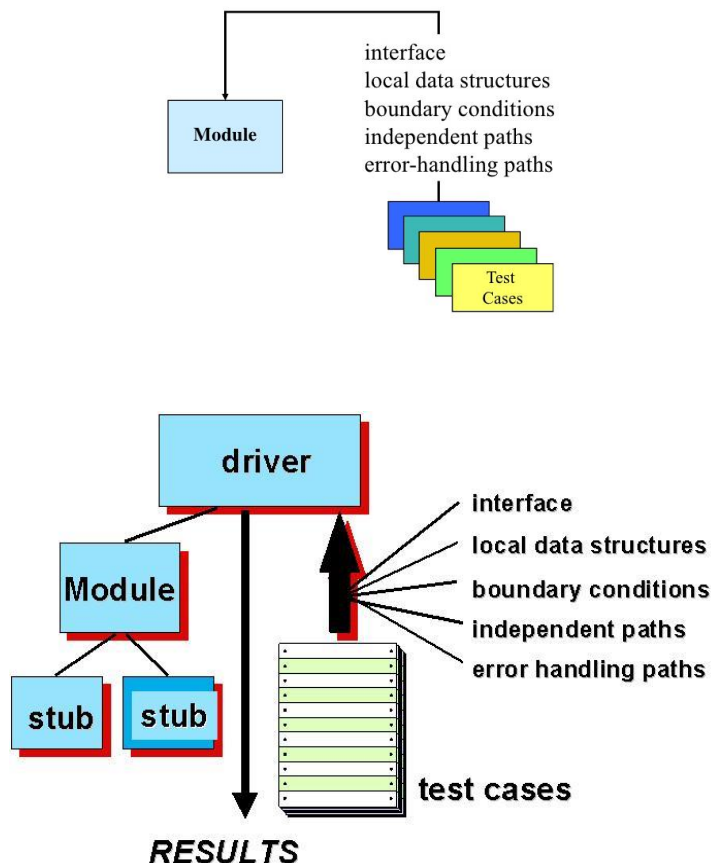 interface
local data structures
boundary conditions
independent paths
error-handling paths
Module
Test
Cases
driver
interface
local data structures
boundary conditions
independent paths
error handling paths
Module
stub
stub
test cases
RESULTS